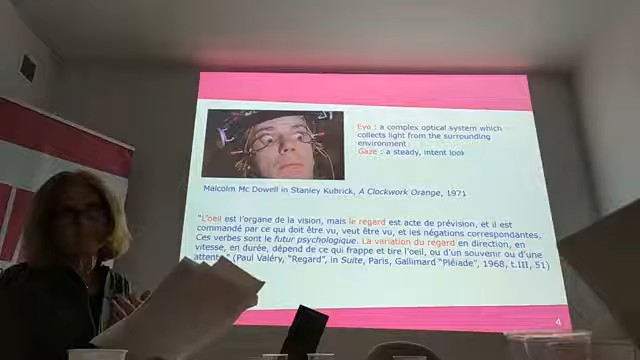 Eye : a complex optical system which
collects light from the surrounding
environment
Gaze : a steady, intent look
Malcolm Mc Dowell in Stanley Kubrick, A Clockwork Orange, 1971
"L'oeil est l'organe de la vision, mais le regard est acte de prévision, et il est
commandé par ce qui doit être vu, veut être vu, et les négations correspondantes.
Ces verbes sont le futur psychologique. La variation du regard en direction, en
vitesse, en durée, dépend de ce qui frappe et tire l'oeil, ou d'un souvenir ou d'une
attente" (Paul Valéry, "Regard", in Suite, Paris, Gallimard "Pléiade", 1968, t.III, 51)
4